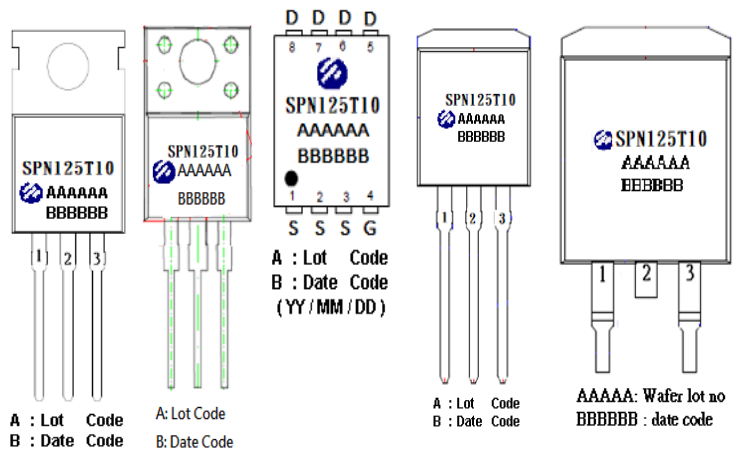 SPN125T10
AAAAAA
BBBBBB
1 2 3
A : Lot Code
B : Date Code
SPN125T10
AAAAAA
BBBBBB
A: Lot Code
B: Date Code
D D D D
8 7 6 5
SPN125T10
AAAAAA
BBBBBB
1 2 3 4
S S S G
A : Lot Code
B : Date Code
( YY / MM / DD )
SPN125T10
AAAAAA
BBBBBB
1 2 3
A : Lot Code
B : Date Code
SPN125T10
AAAAAA
BBBBBB
1 2 3
AAAAA: Wafer lot no
BBBBBB : date code